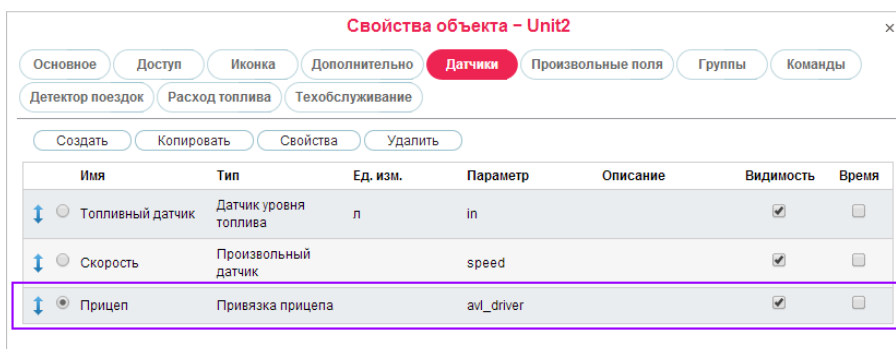 Свойства объекта – Unit2
×
Основное Доступ Иконка Дополнительно Датчики Произвольные поля Группы Команды
Детектор поездок Расход топлива Техобслуживание
Создать Копировать Свойства Удалить
Имя Тип Ед. изм. Параметр Описание Видимость Время
Топливный датчик Датчик уровня топлива л in
Скорость Произвольный датчик speed
Прицеп Привязка прицепа avl_driver